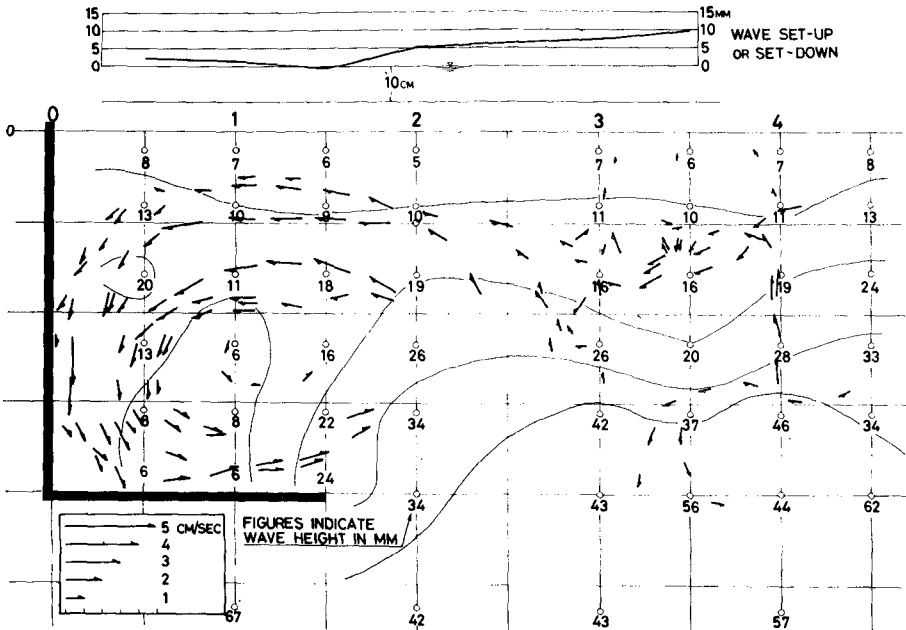 15 15MM
10 10 WAVE SET-UP
5 5 OR SET-DOWN
0 0
10CM
0 1 2 3 4
0
8 7 6 5 7 6 7 8
13 10 9 10 11 10 11 13
20 11 18 19 16 16 19 24
13 6 16 26 26 20 28 33
8 8 22 34 42 37 46 34
6 6 24
34 43 56 44 62
FIGURES INDICATE
WAVE HEIGHT IN MM
5 CM/SEC
4
3
2
1
67 42 43 57